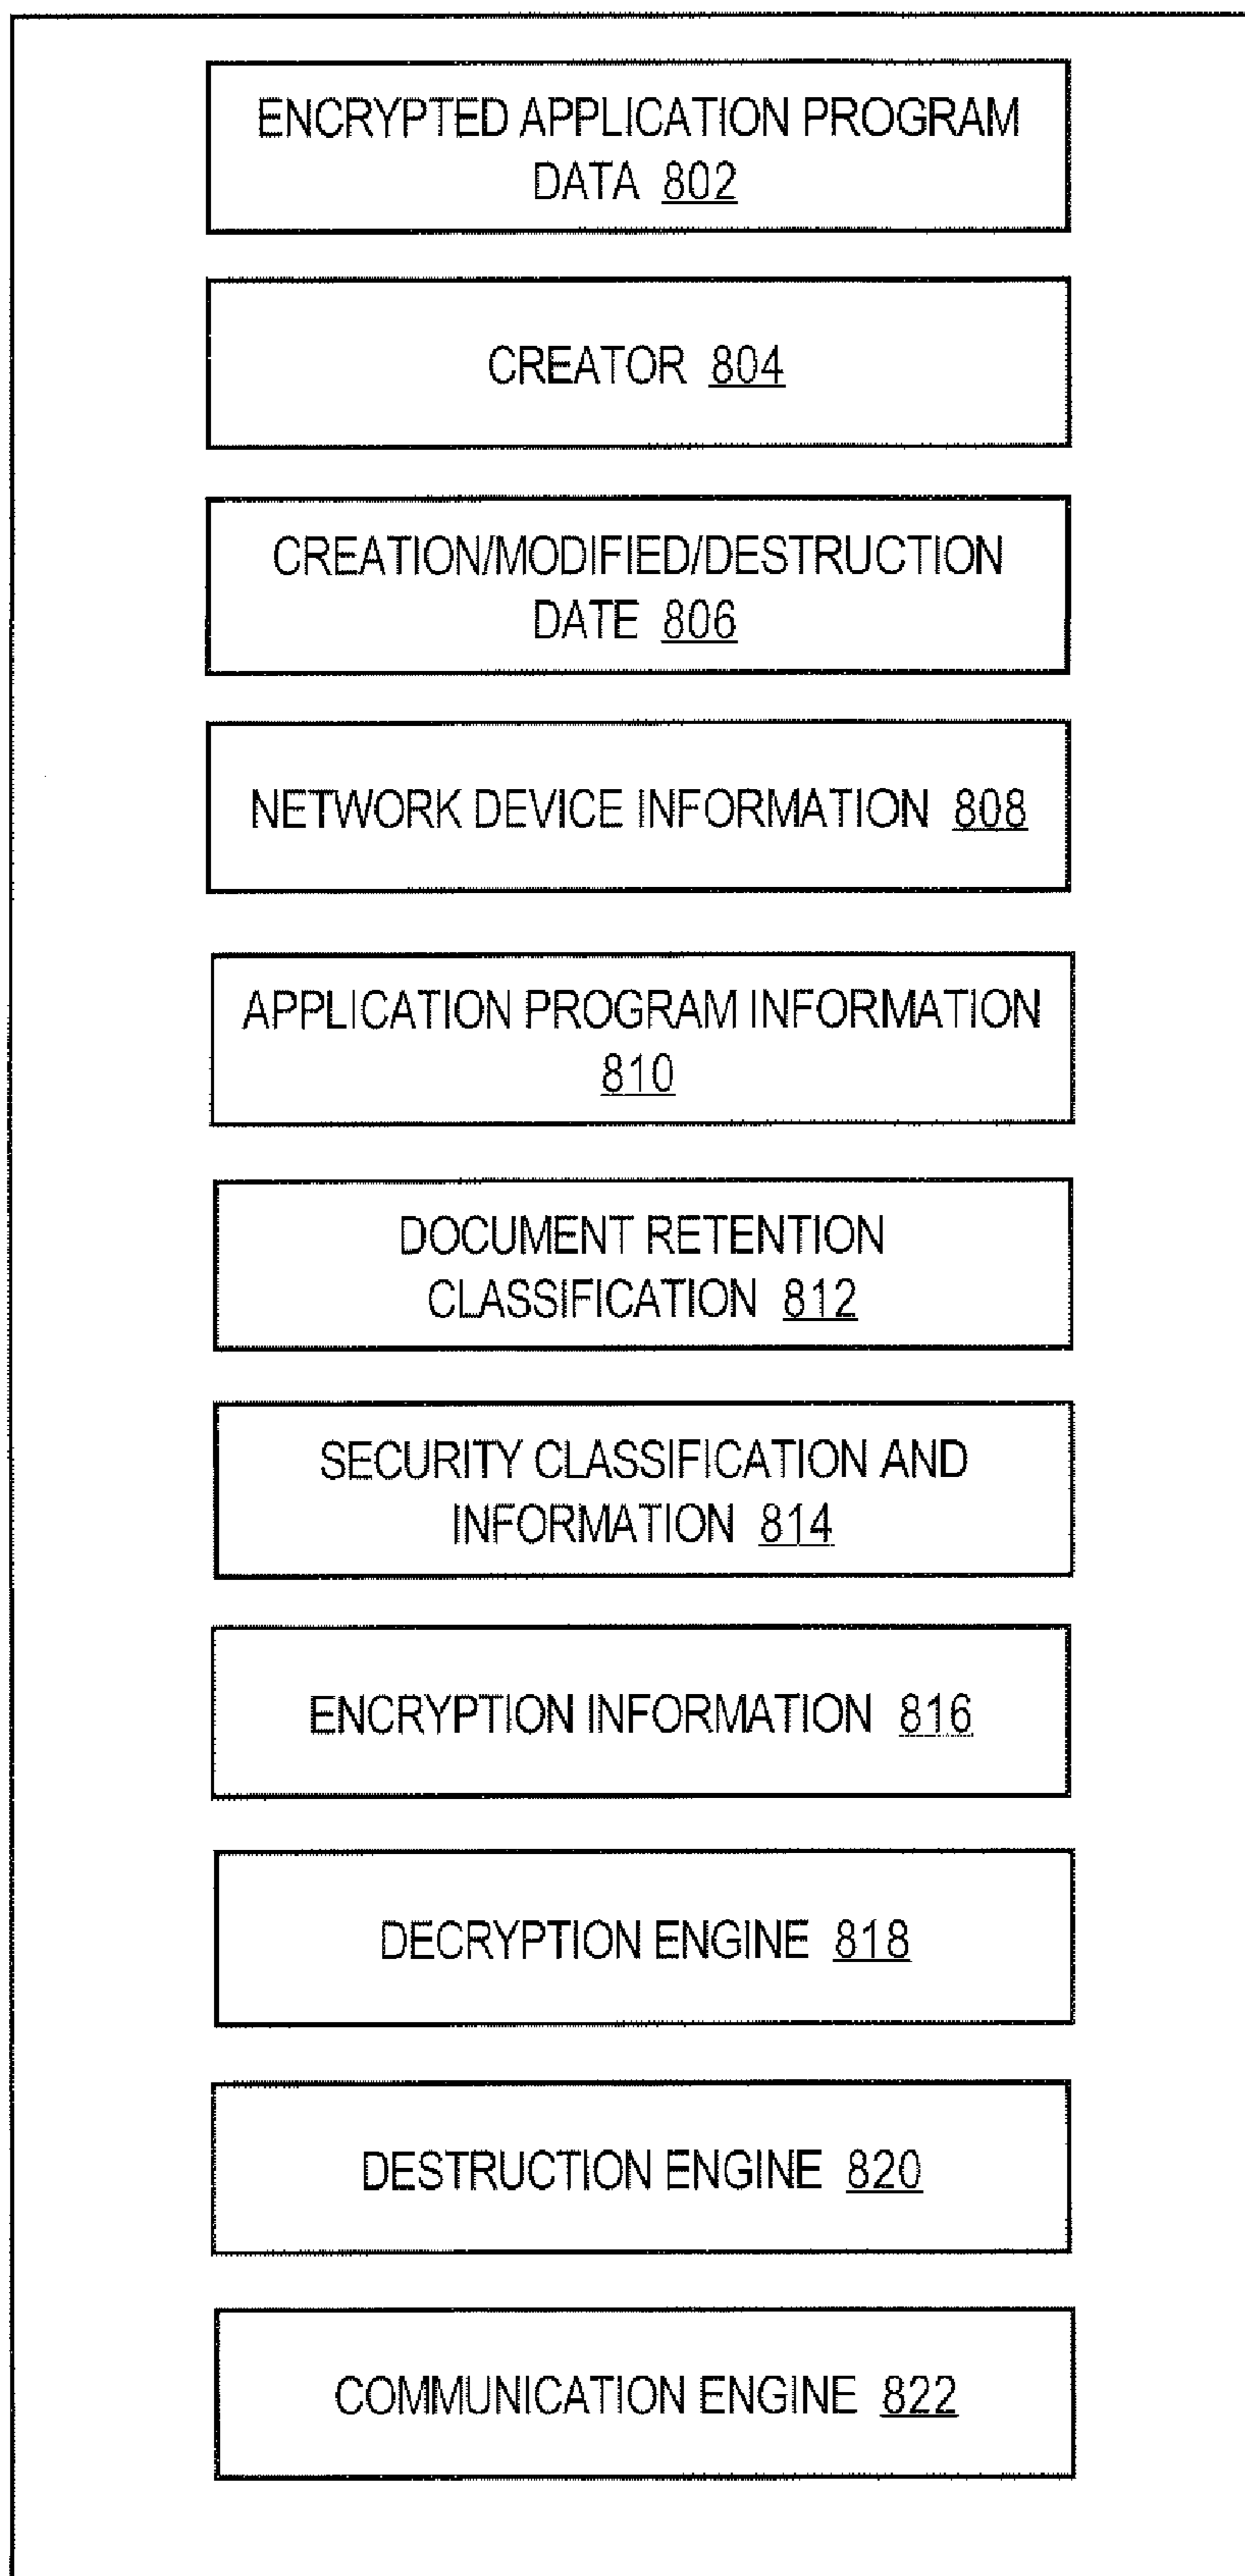 ENCRYPTED APPLICATION PROGRAM
DATA 802
CREATOR 804
CREATION/MODIFIED/DESTRUCTION
DATE 806
NETWORK DEVICE INFORMATION 808
APPLICATION PROGRAM INFORMATION
810
DOCUMENT RETENTION
CLASSIFICATION 812
SECURITY CLASSIFICATION AND
INFORMATION 814
ENCRYPTION INFORMATION 816
DECRYPTION ENGINE 818
DESTRUCTION ENGINE 820
COMMUNICATION ENGINE 822